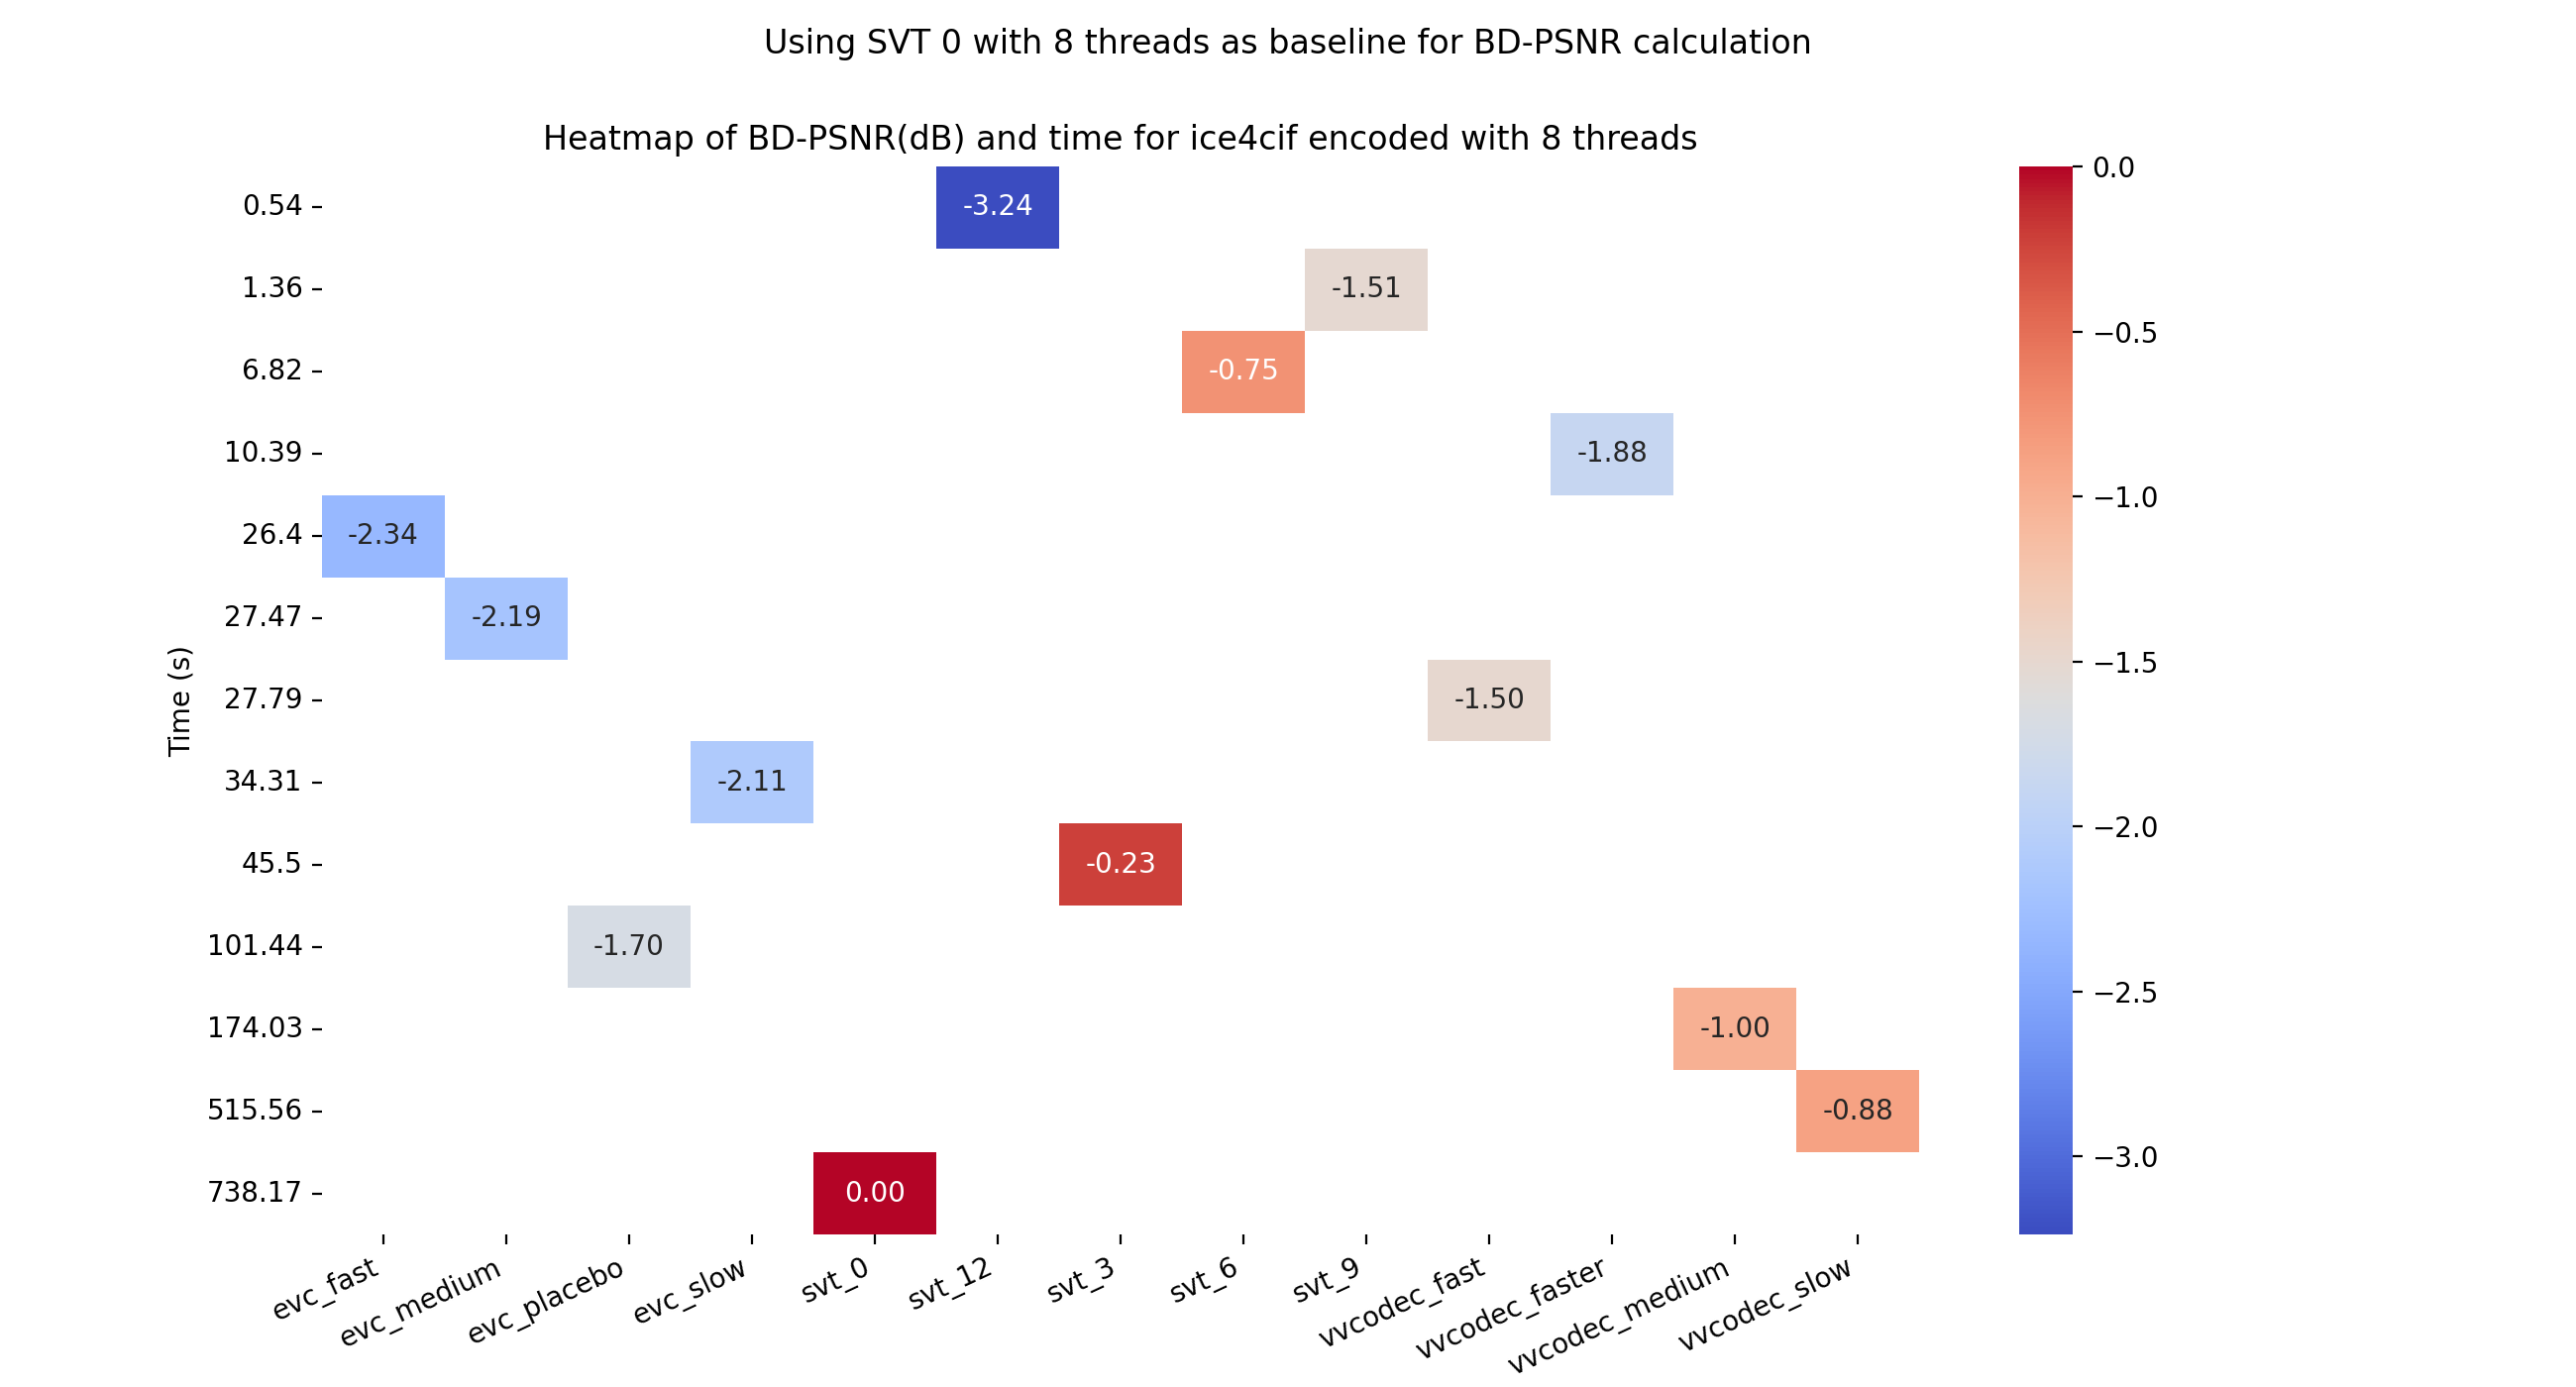 Using SVT 0 with 8 threads as baseline for BD-PSNR calculation
Heatmap of BD-PSNR(dB) and time for ice4cif encoded with 8 threads
Time (s)
0.54 -3.24
1.36 -1.51
6.82 -0.75
10.39 -1.88
26.4 -2.34
27.47 -2.19
27.79 -1.50
34.31 -2.11
45.5 -0.23
101.44 -1.70
174.03 -1.00
515.56 -0.88
738.17 0.00
evc_fast
evc_medium
evc_placebo
evc_slow
svt_0
svt_12
svt_3
svt_6
svt_9
vvcodec_fast
vvcodec_faster
vvcodec_medium
vvcodec_slow
0.0
−0.5
−1.0
−1.5
−2.0
−2.5
−3.0